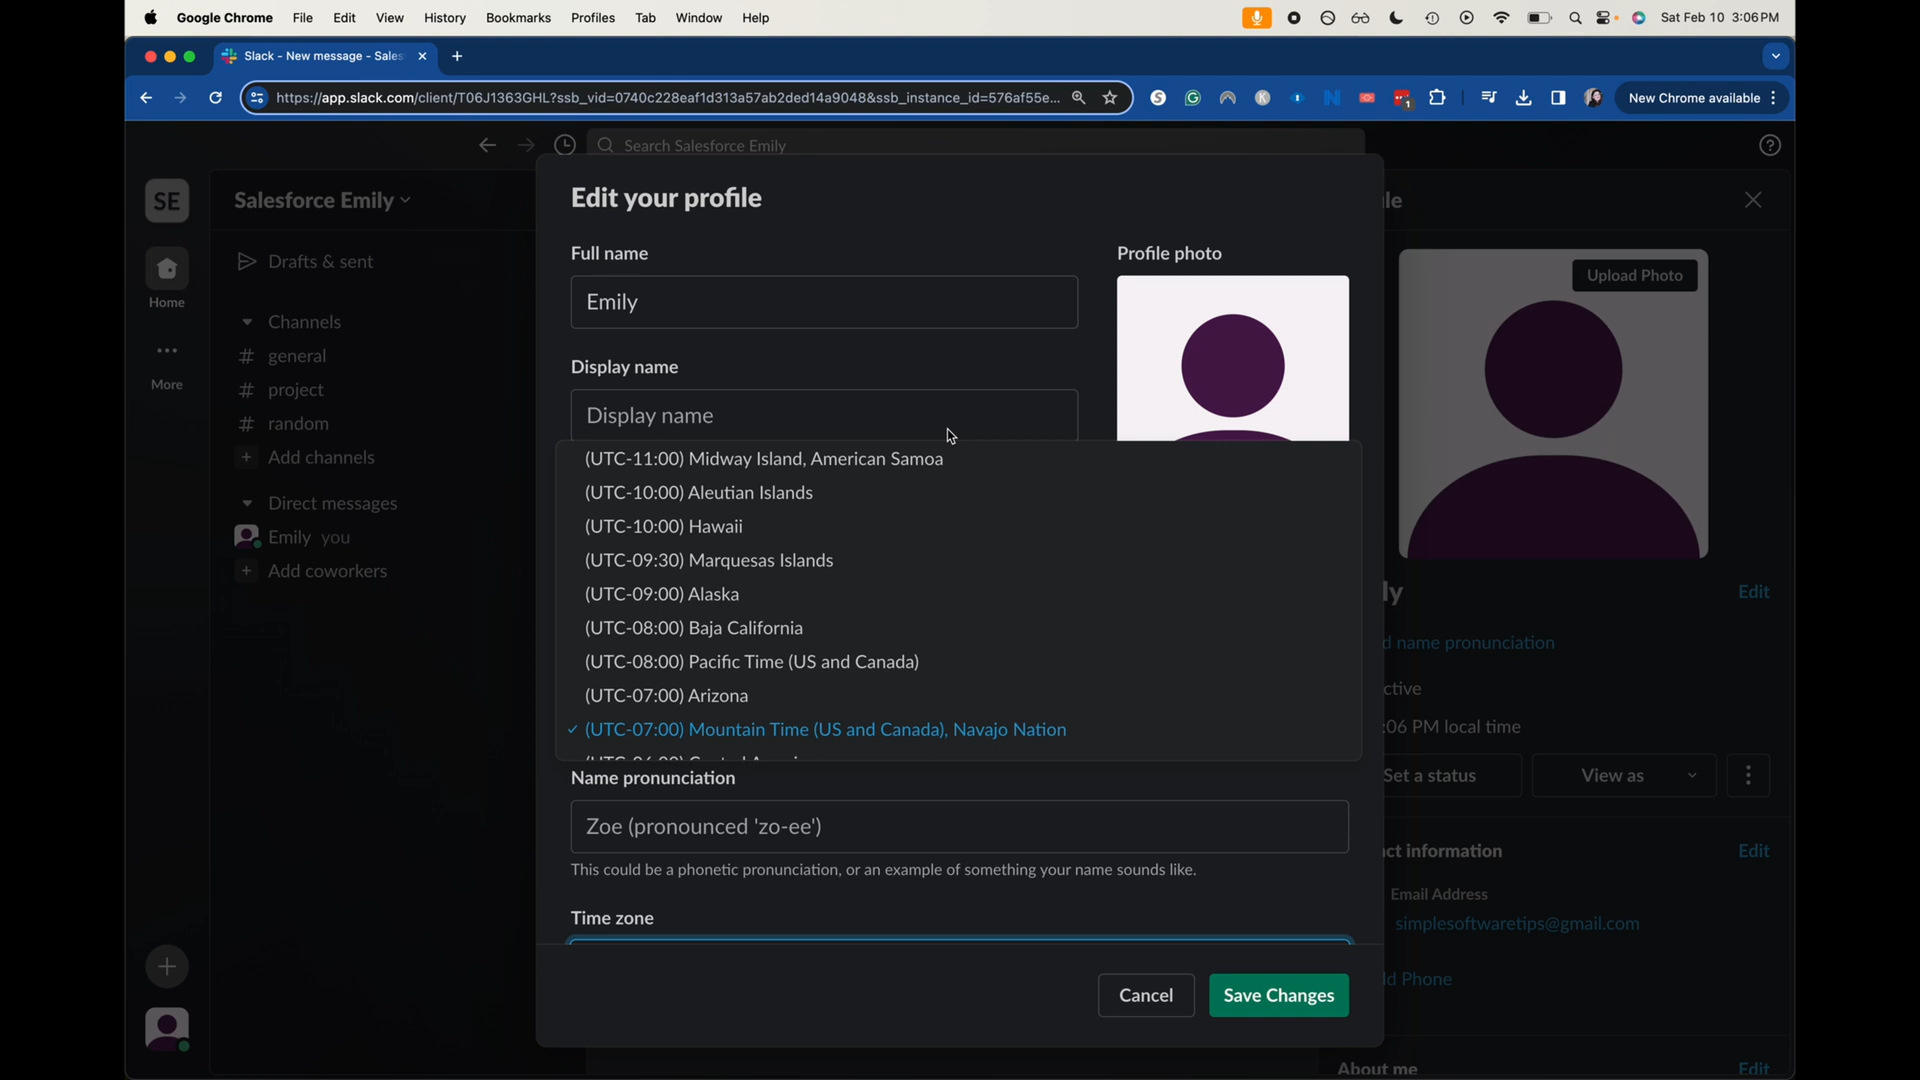 Google Chrome File Edit View History Bookmarks Profiles Tab Window Help Sat Feb 10 3:06 PM
Slack - New message - Sales
https://app.slack.com/client/T06J1363GHL?ssb_vid=0740c228eaf1d313a57ab2ded14a9048&ssb_instance_id=576af55e... 1 New Chrome available
Search Salesforce Emily
SE
Salesforce Emily
Home
More
Drafts & sent
Channels
# general
# project
# random
+ Add channels
Direct messages
Emily you
+ Add coworkers
Edit your profile
Full name
Emily
Display name
Display name
Profile photo
(UTC-11:00) Midway Island, American Samoa
(UTC-10:00) Aleutian Islands
(UTC-10:00) Hawaii
(UTC-09:30) Marquesas Islands
(UTC-09:00) Alaska
(UTC-08:00) Baja California
(UTC-08:00) Pacific Time (US and Canada)
(UTC-07:00) Arizona
✓ (UTC-07:00) Mountain Time (US and Canada), Navajo Nation
Name pronunciation
Zoe (pronounced 'zo-ee')
This could be a phonetic pronunciation, or an example of something your name sounds like.
Time zone
Cancel Save Changes
le
Upload Photo
ly Edit
d name pronunciation
ctive
:06 PM local time
Set a status View as
ct information Edit
Email Address
simplesoftwaretips@gmail.com
d Phone
About me Edit